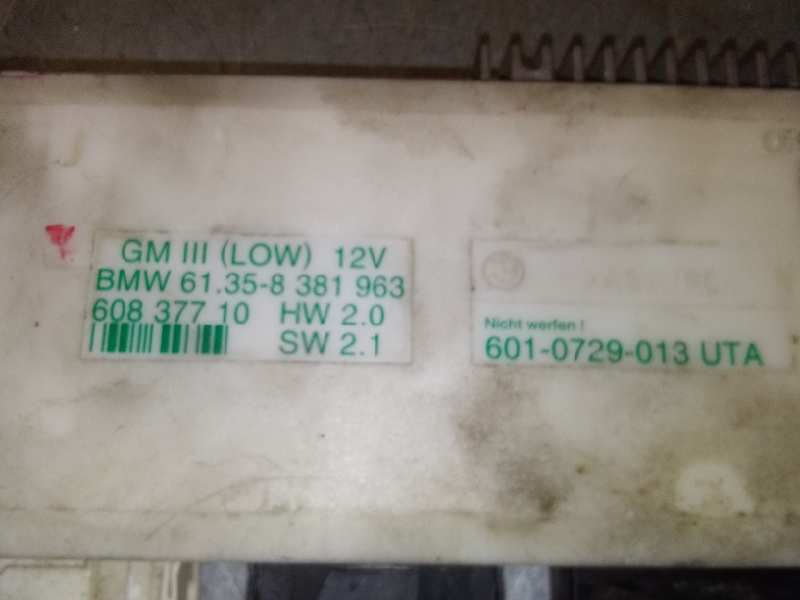 GM III (LOW) 12V
BMW 61.35-8 381 963
608 377 10 HW 2.0
SW 2.1
Nicht werfen !
601-0729-013 UTA